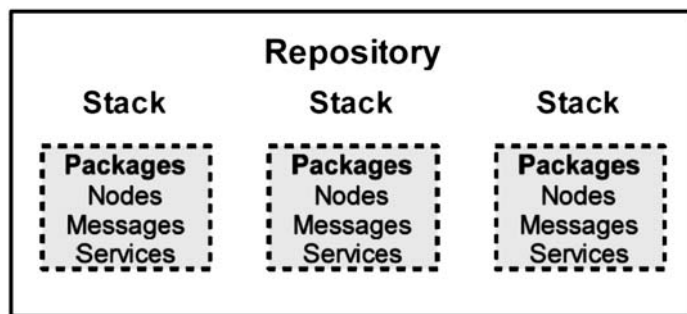 Repository
Stack Stack Stack
Packages Packages Packages
Nodes Nodes Nodes
Messages Messages Messages
Services Services Services